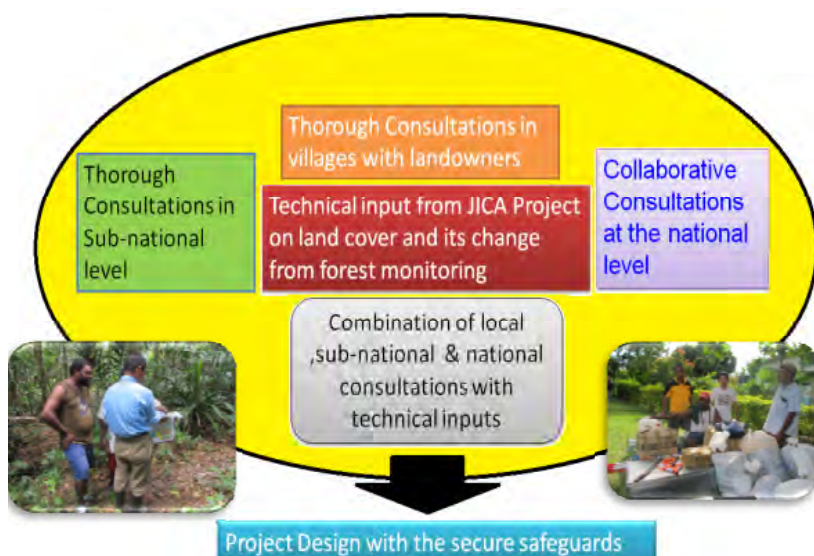 Thorough Consultations in
villages with landowners
Thorough
Consultations in
Sub-national
level
Technical input from JICA Project
on land cover and its change
from forest monitoring
Collaborative
Consultations
at the national
level
Combination of local
,sub-national & national
consultations with
technical inputs
Project Design with the secure safeguards